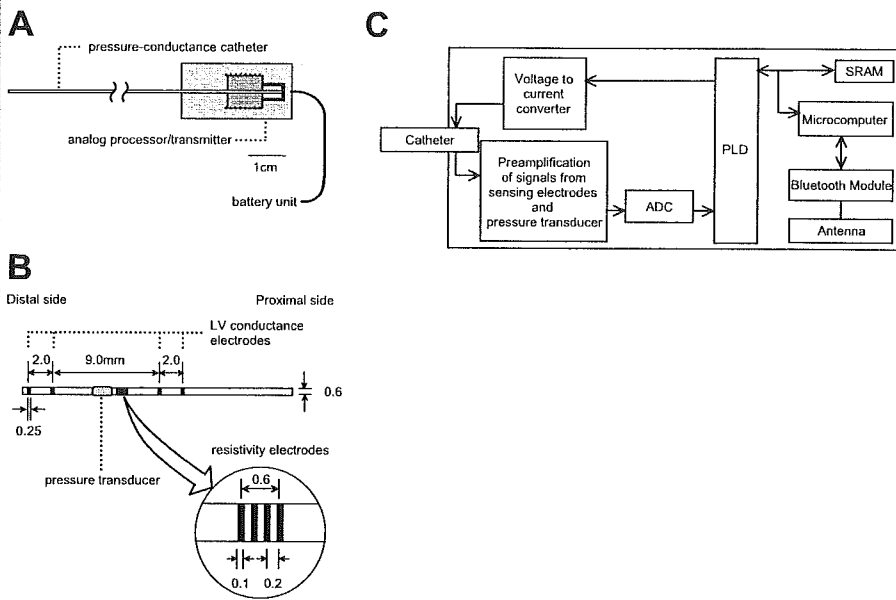 A
pressure-conductance catheter
analog processor/transmitter
1cm
battery unit
B
Distal side
Proximal side
LV conductance
electrodes
2.0
9.0mm
2.0
0.6
0.25
resistivity electrodes
pressure transducer
0.6
0.1
0.2
C
Voltage to
current
converter
Catheter
Preamplification
of signals from
sensing electrodes
and
pressure transducer
ADC
PLD
SRAM
Microcomputer
Bluetooth Module
Antenna